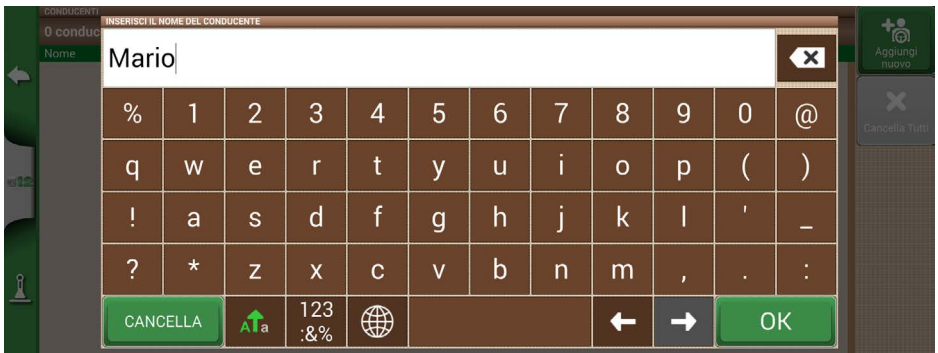 CONDUCENTI
INSERISCI IL NOME DEL CONDUCENTE
0 conduc
Nome
Mario
Aggiungi
nuovo
Cancella Tutti
% 1 2 3 4 5 6 7 8 9 0 @
q w e r t y u i o p ( )
! a s d f g h j k l ' _
? * z x c v b n m , . :
CANCELLA
ATa
123
:&%
OK